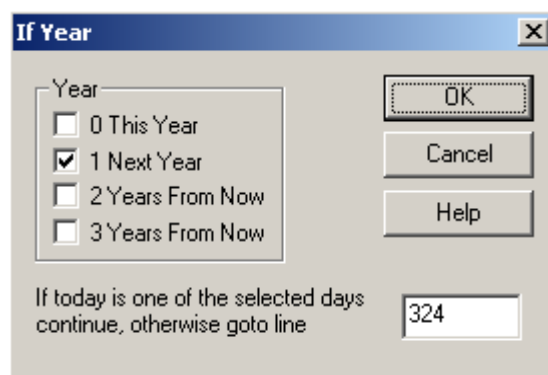 If Year
Year
0 This Year
1 Next Year
2 Years From Now
3 Years From Now
OK
Cancel
Help
If today is one of the selected days
continue, otherwise goto line
324